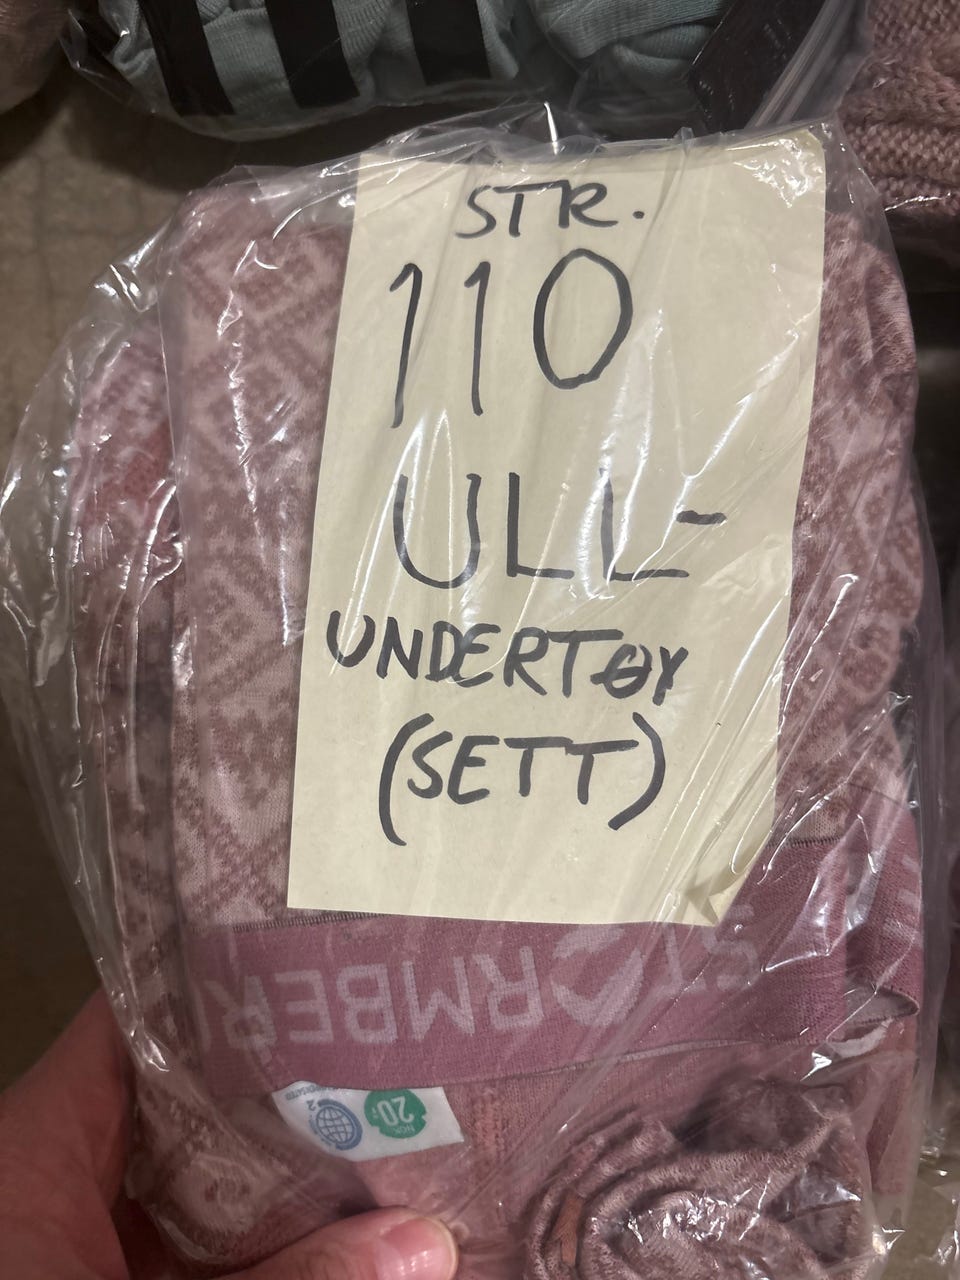 STR.
110
ULL-
UNDERTØY
(SETT)